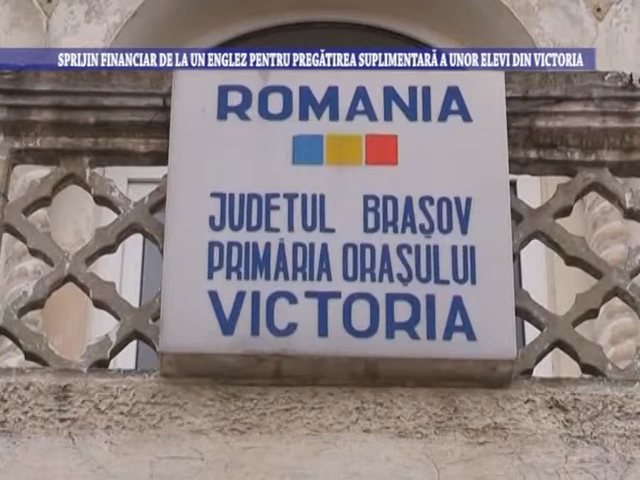 SPRIJIN FINANCIAR DE LA UN ENGLEZ PENTRU PREGĂTIREA SUPLIMENTARĂ A UNOR ELEVI DIN VICTORIA
ROMANIA
JUDETUL BRAŞOV
PRIMĂRIA ORAŞULUI
VICTORIA